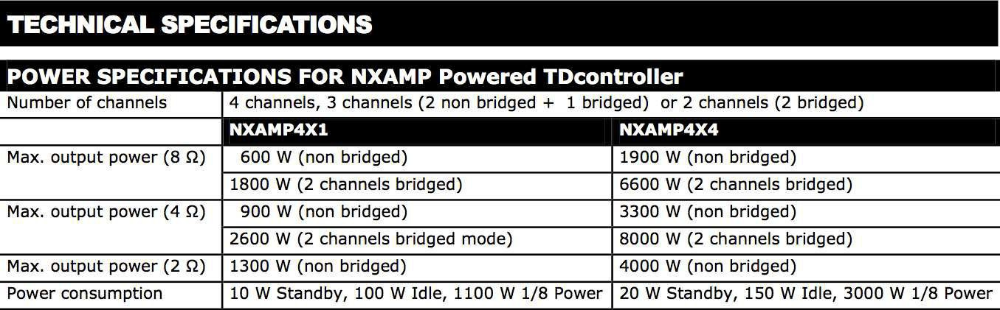 TECHNICAL SPECIFICATIONS
POWER SPECIFICATIONS FOR NXAMP Powered TDcontroller
Number of channels 4 channels, 3 channels (2 non bridged + 1 bridged) or 2 channels (2 bridged)
NXAMP4X1 NXAMP4X4
Max. output power (8 Ω) 600 W (non bridged) 1900 W (non bridged)
1800 W (2 channels bridged) 6600 W (2 channels bridged)
Max. output power (4 Ω) 900 W (non bridged) 3300 W (non bridged)
2600 W (2 channels bridged mode) 8000 W (2 channels bridged)
Max. output power (2 Ω) 1300 W (non bridged) 4000 W (non bridged)
Power consumption 10 W Standby, 100 W Idle, 1100 W 1/8 Power 20 W Standby, 150 W Idle, 3000 W 1/8 Power